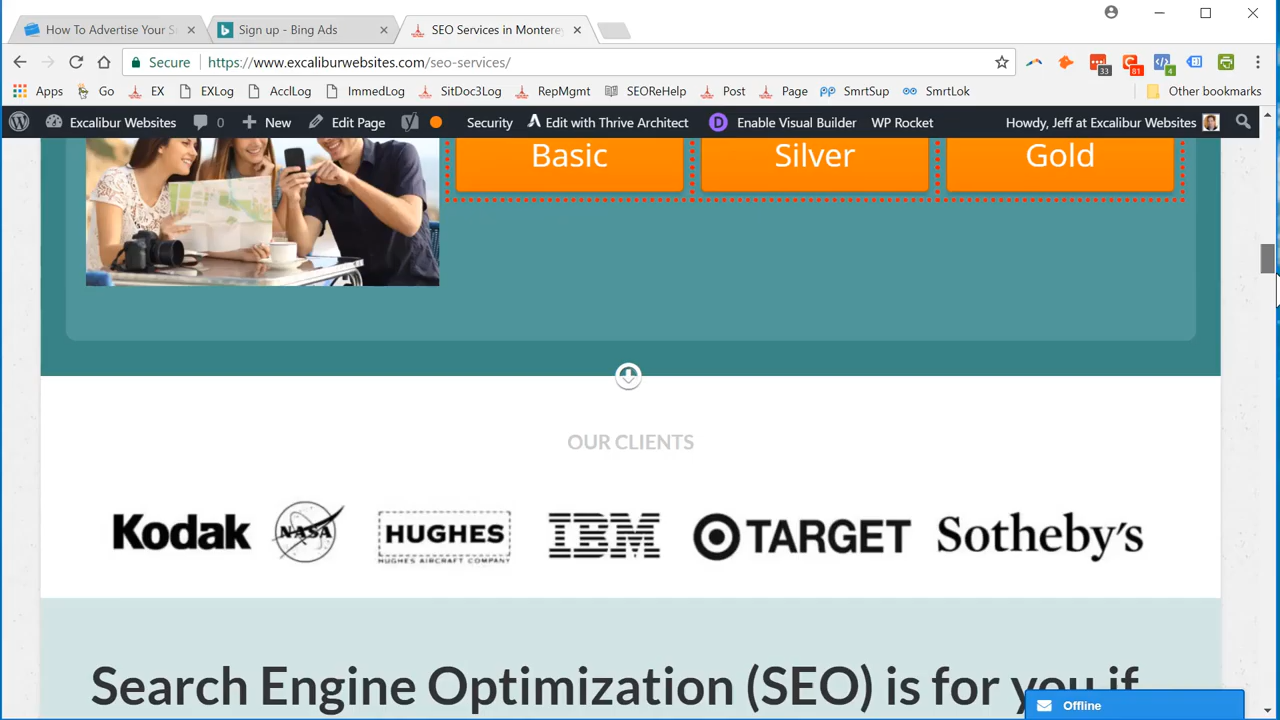 How To Advertise Your S
Sign up - Bing Ads
SEO Services in Monterey
Secure
https://www.excaliburwebsites.com/seo-services/
33
81
4
Apps
Go
EX
EXLog
AcclLog
ImmedLog
SitDoc3Log
RepMgmt
SEOReHelp
Post
Page
SmrtSup
SmrtLok
Other bookmarks
Excalibur Websites
0
New
Edit Page
Security
Edit with Thrive Architect
D
Enable Visual Builder
WP Rocket
Howdy, Jeff at Excalibur Websites
Basic
Silver
Gold
OUR CLIENTS
Kodak
NASA
HUGHES
HUGHES AIRCRAFT COMPANY
IBM
TARGET
Sotheby's
Search Engine Optimization (SEO) is for you if
Offline